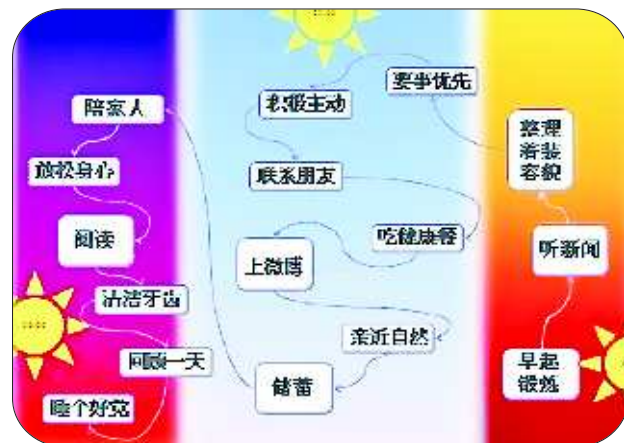 陪家人
放松身心
阅读
清洁牙齿
回顾一天
睡个好觉
要事优先
积极主动
联系朋友
吃健康餐
上微博
亲近自然
储蓄
整理
着装
容貌
听新闻
早起
锻炼